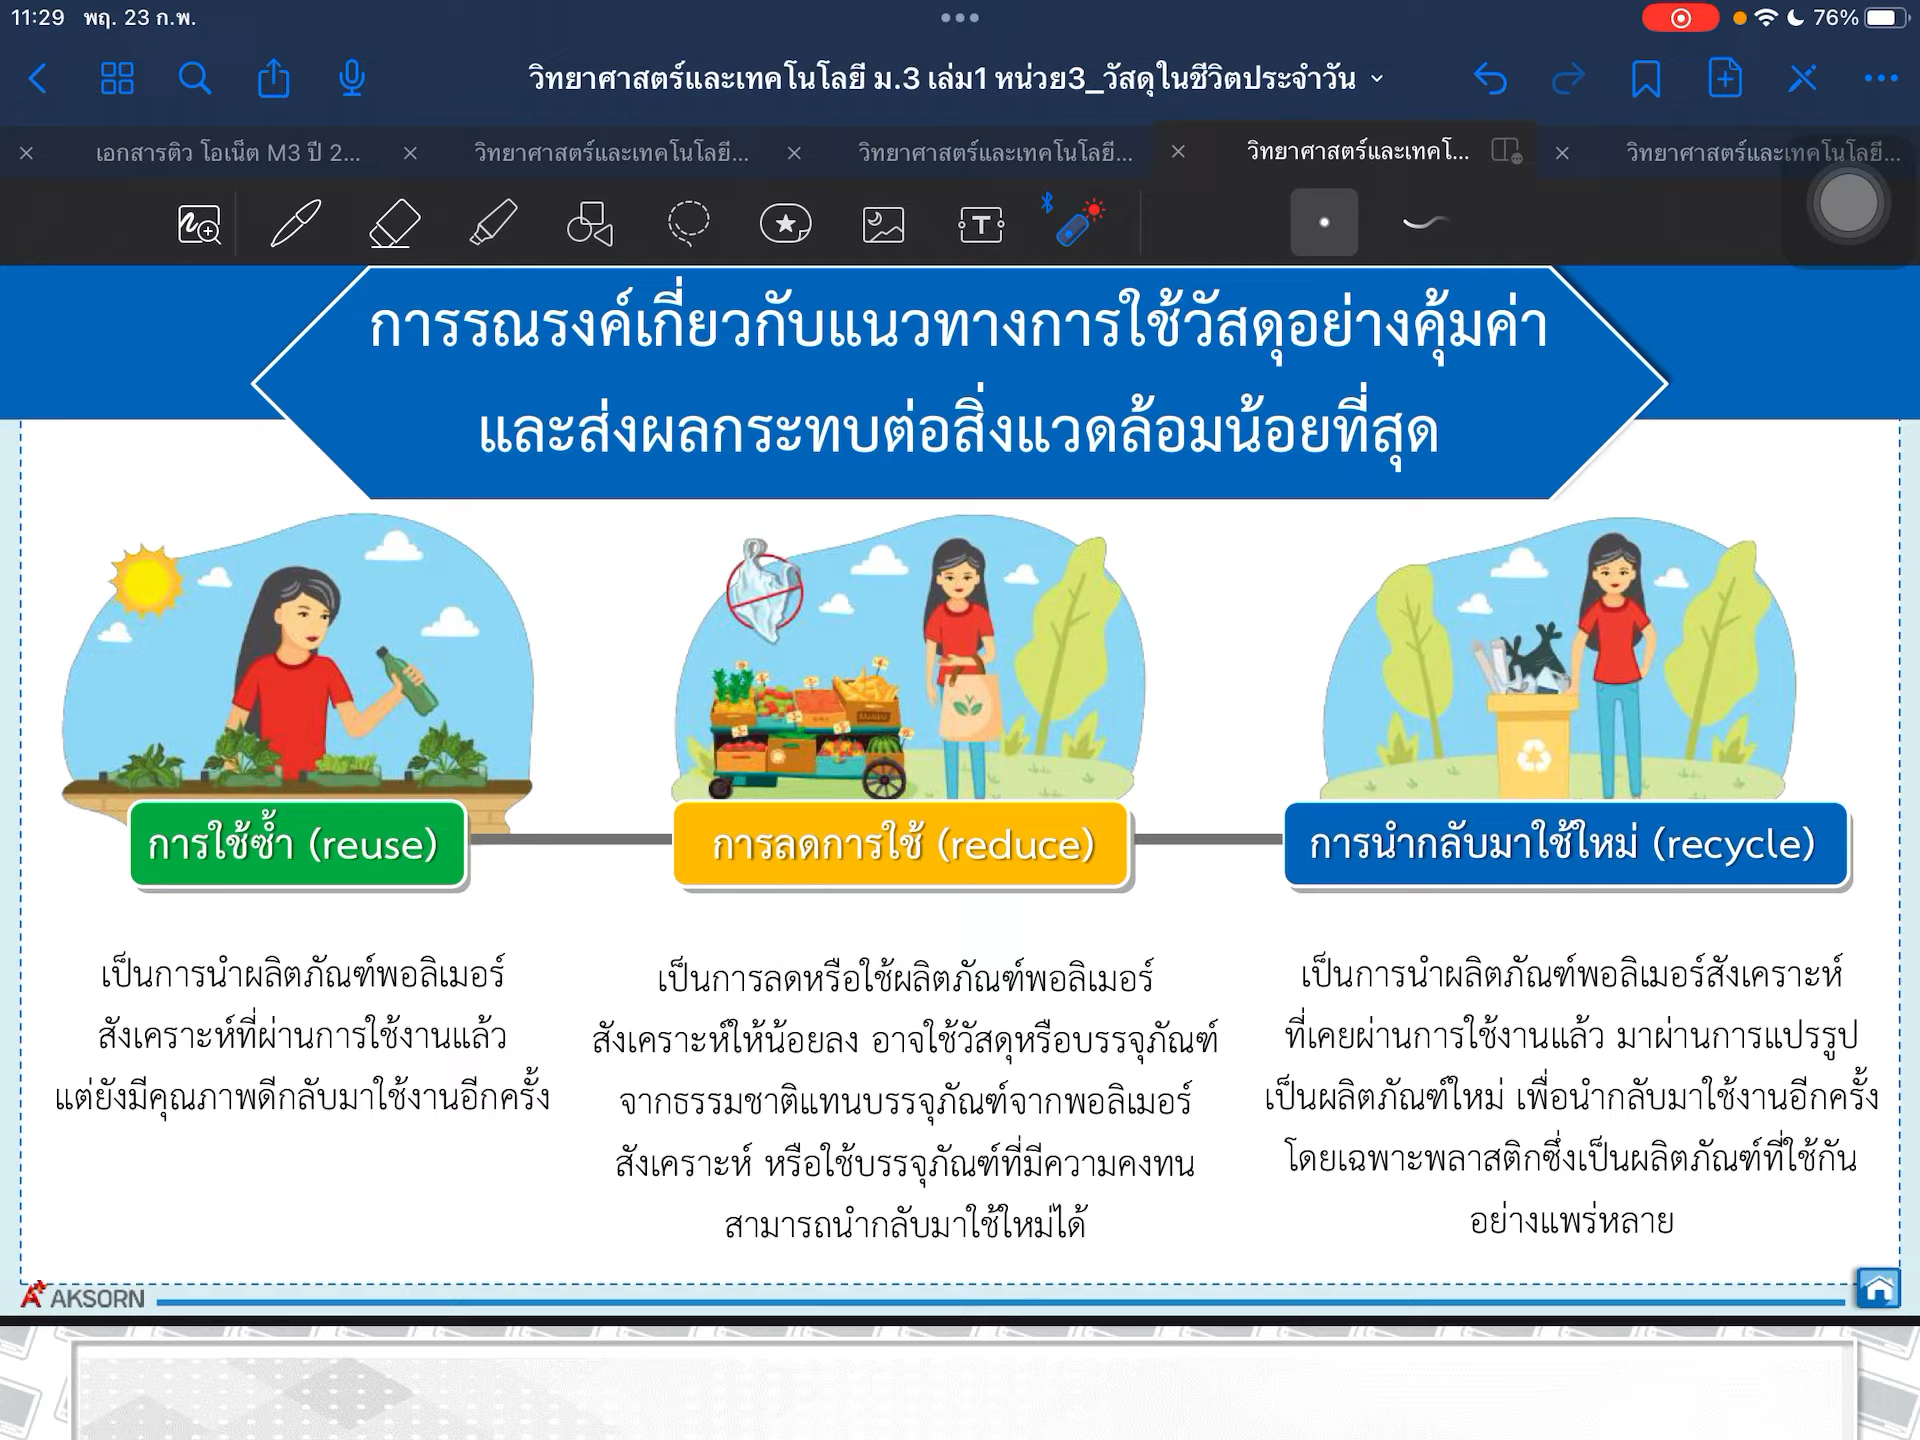 11:29 พฤ. 23 ก.พ.
76%
วิทยาศาสตร์และเทคโนโลยี ม.3 เล่ม1 หน่วย3_วัสดุในชีวิตประจำวัน
เอกสารติว โอเน็ต M3 ปี 2...
วิทยาศาสตร์และเทคโนโลยี...
วิทยาศาสตร์และเทคโนโลยี...
วิทยาศาสตร์และเทคโ...
วิทยาศาสตร์และเทคโนโลยี...
การรณรงค์เกี่ยวกับแนวทางการใช้วัสดุอย่างคุ้มค่า
และส่งผลกระทบต่อสิ่งแวดล้อมน้อยที่สุด
การใช้ซ้ำ (reuse)
เป็นการนำผลิตภัณฑ์พอลิเมอร์
สังเคราะห์ที่ผ่านการใช้งานแล้ว
แต่ยังมีคุณภาพดีกลับมาใช้งานอีกครั้ง
การลดการใช้ (reduce)
เป็นการลดหรือใช้ผลิตภัณฑ์พอลิเมอร์
สังเคราะห์ให้น้อยลง อาจใช้วัสดุหรือบรรจุภัณฑ์
จากธรรมชาติแทนบรรจุภัณฑ์จากพอลิเมอร์
สังเคราะห์ หรือใช้บรรจุภัณฑ์ที่มีความคงทน
สามารถนำกลับมาใช้ใหม่ได้
การนำกลับมาใช้ใหม่ (recycle)
เป็นการนำผลิตภัณฑ์พอลิเมอร์สังเคราะห์
ที่เคยผ่านการใช้งานแล้ว มาผ่านการแปรรูป
เป็นผลิตภัณฑ์ใหม่ เพื่อนำกลับมาใช้งานอีกครั้ง
โดยเฉพาะพลาสติกซึ่งเป็นผลิตภัณฑ์ที่ใช้กัน
อย่างแพร่หลาย
AKSORN